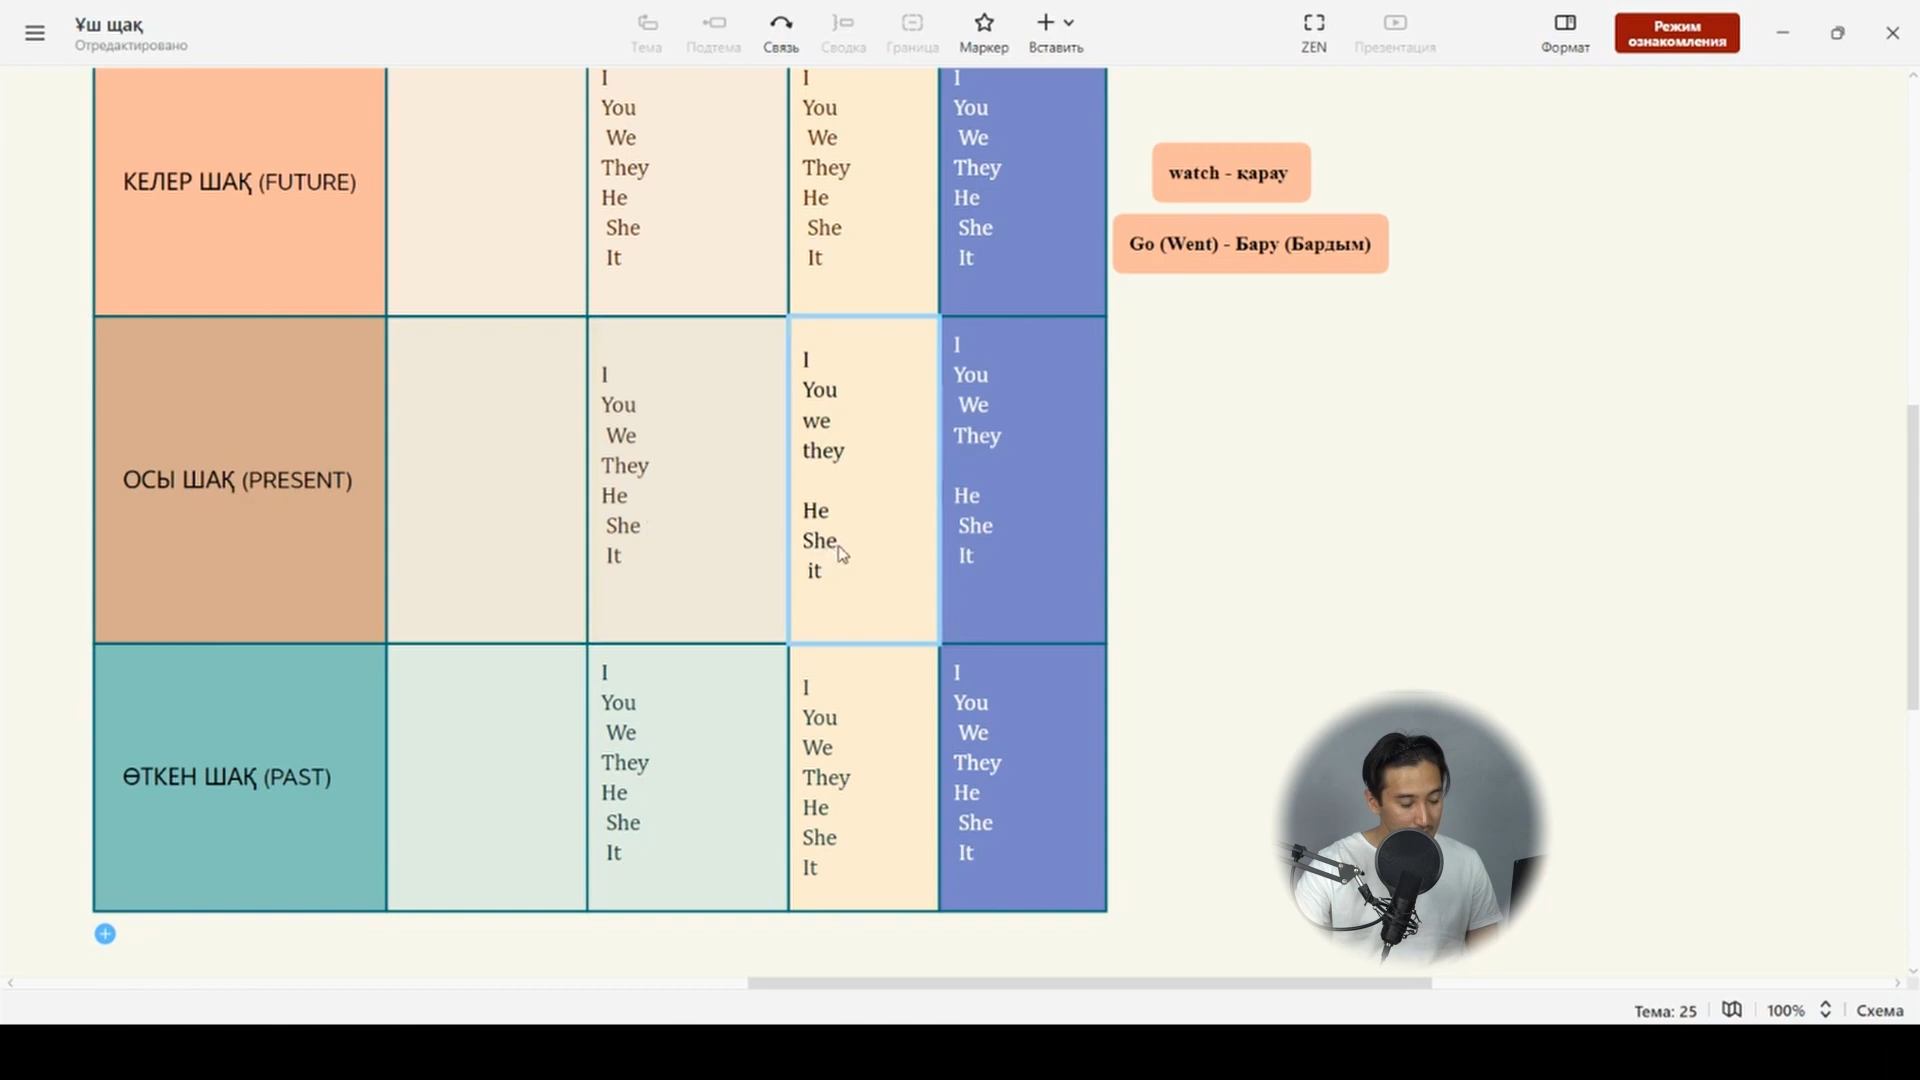 Ұш щақ
Отредактировано
Тема
Подтема
Связь
Сводка
Граница
Маркер
Вставить
ZEN
Презентация
Формат
Режим
ознакомления
КЕЛЕР ШАҚ (FUTURE)
I
You
We
They
He
She
It
I
You
We
They
He
She
It
I
You
We
They
He
She
It
watch - қарау
Go (Went) - Бару (Бардым)
ОСЫ ШАҚ (PRESENT)
I
You
We
They
He
She
It
I
You
we
they
He
She
it
I
You
We
They
He
She
It
ӨТКЕН ШАҚ (PAST)
I
You
We
They
He
She
It
I
You
We
They
He
She
It
I
You
We
They
He
She
It
Тема: 25
100%
Схема